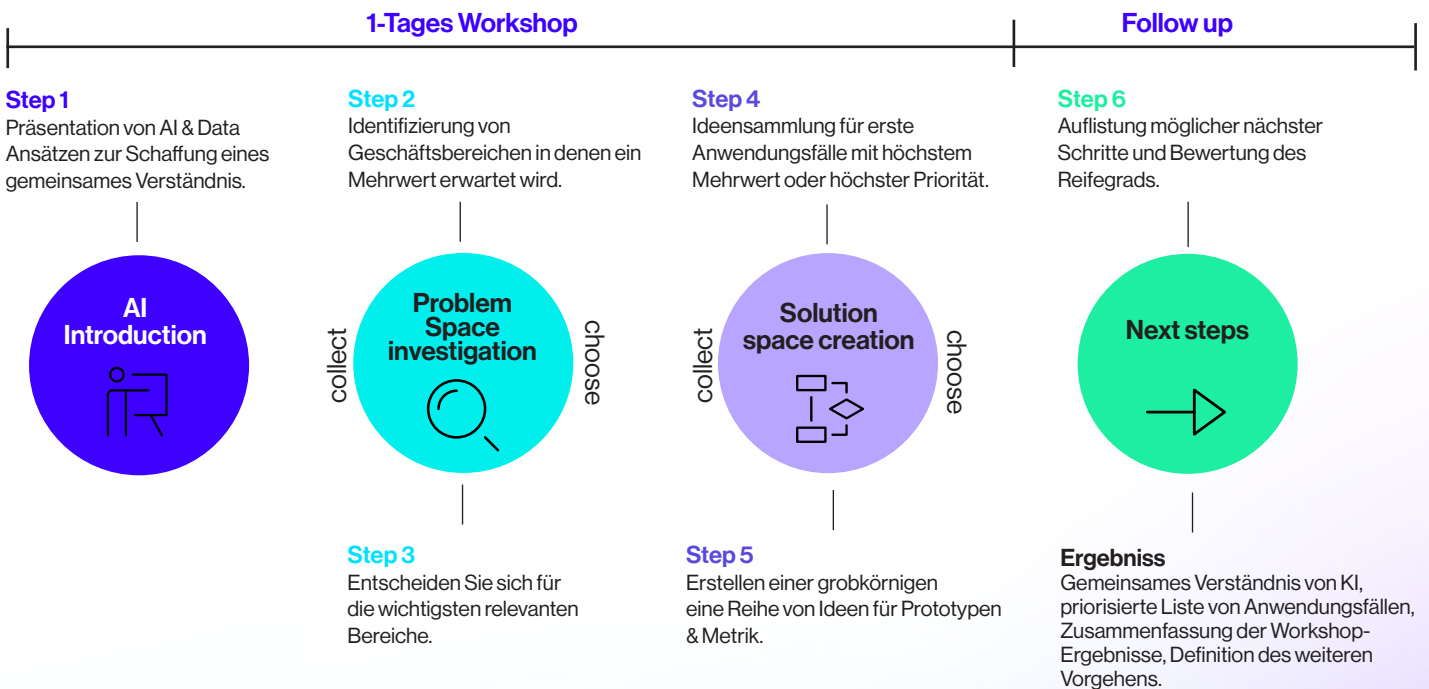 1-Tages Workshop
Follow up
Step 1
Präsentation von AI & Data
Ansätzen zur Schaffung eines
gemeinsames Verständnis.
Step 2
Identifizierung von
Geschäftsbereichen in denen ein
Mehrwert erwartet wird.
Step 4
Ideensammlung für erste
Anwendungsfälle mit höchstem
Mehrwert oder höchster Priorität.
Step 6
Auflistung möglicher nächster
Schritte und Bewertung des
Reifegrads.
AI
Introduction
collect
Problem
Space
investigation
choose
collect
Solution
space creation
choose
Next steps
Step 3
Entscheiden Sie sich für
die wichtigsten relevanten
Bereiche.
Step 5
Erstellen einer grobkörnigen
eine Reihe von Ideen für Prototypen
& Metrik.
Ergebniss
Gemeinsames Verständnis von KI,
priorisierte Liste von Anwendungsfällen,
Zusammenfassung der Workshop-
Ergebnisse, Definition des weiteren
Vorgehens.